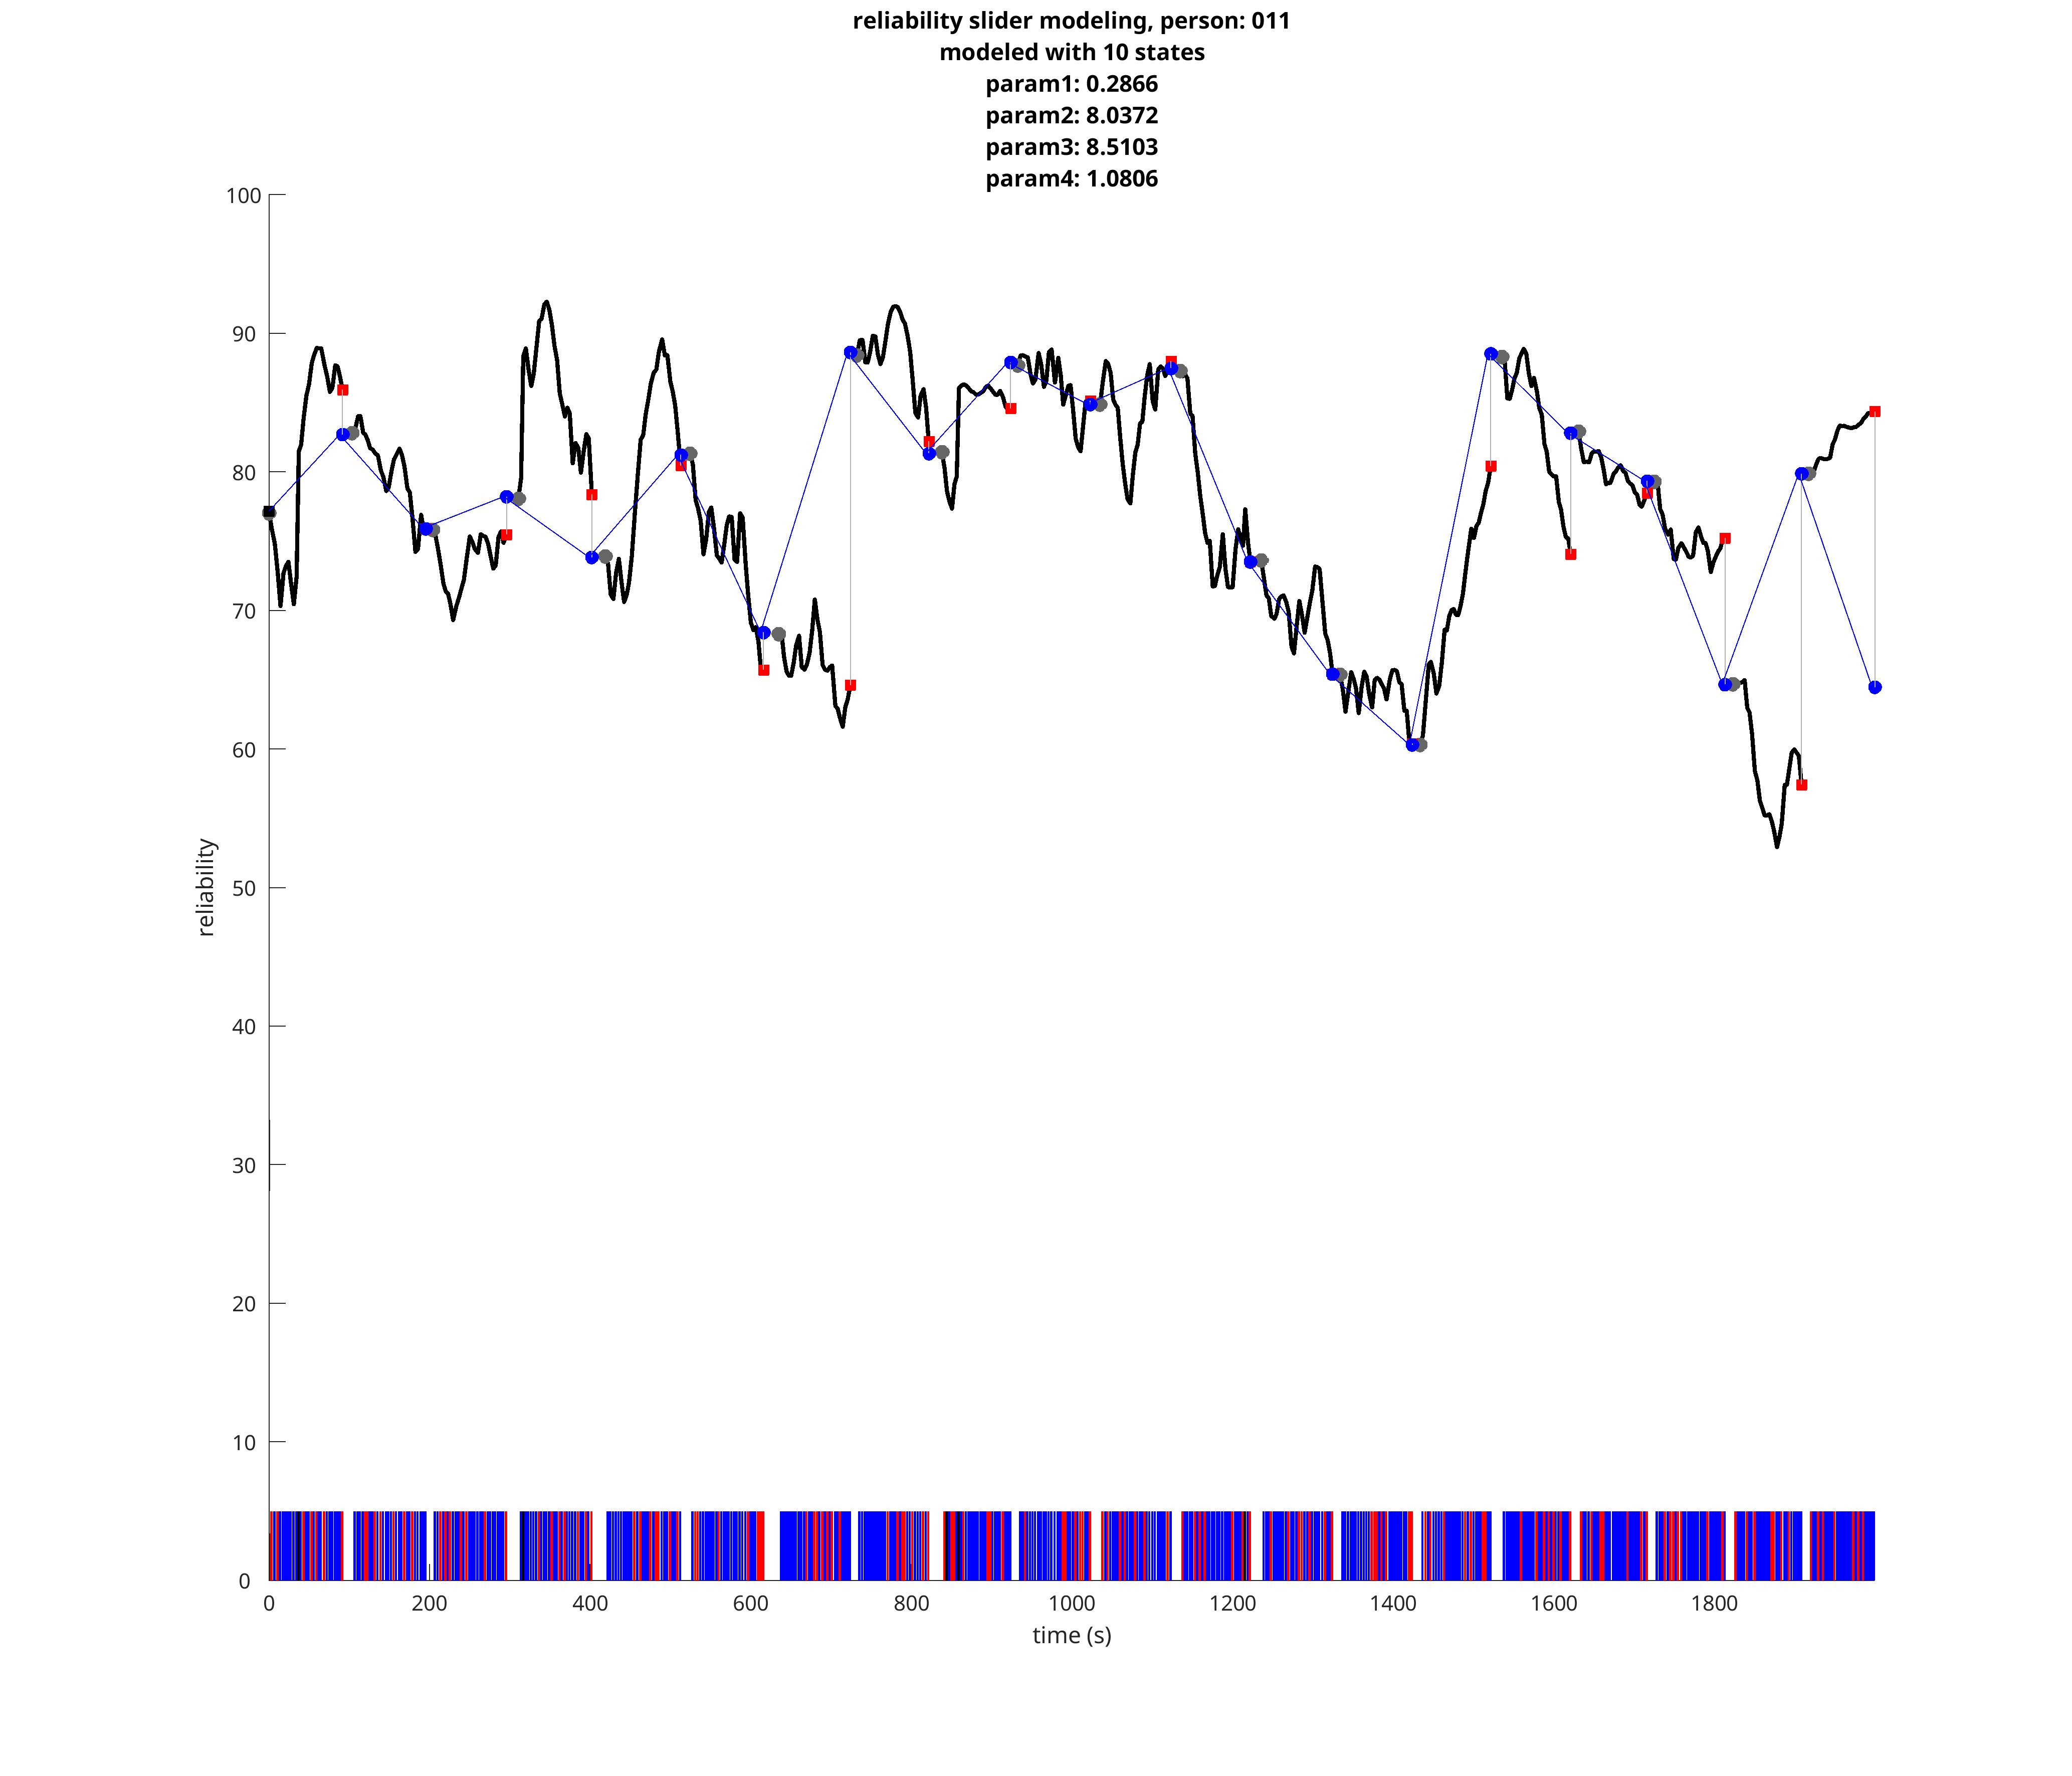 reliability slider modeling, person: 011
modeled with 10 states
param1: 0.2866
param2: 8.0372
param3: 8.5103
param4: 1.0806
100
90
80
70
60
50
40
30
20
10
0
reliability
0 200 400 600 800 1000 1200 1400 1600 1800
time (s)